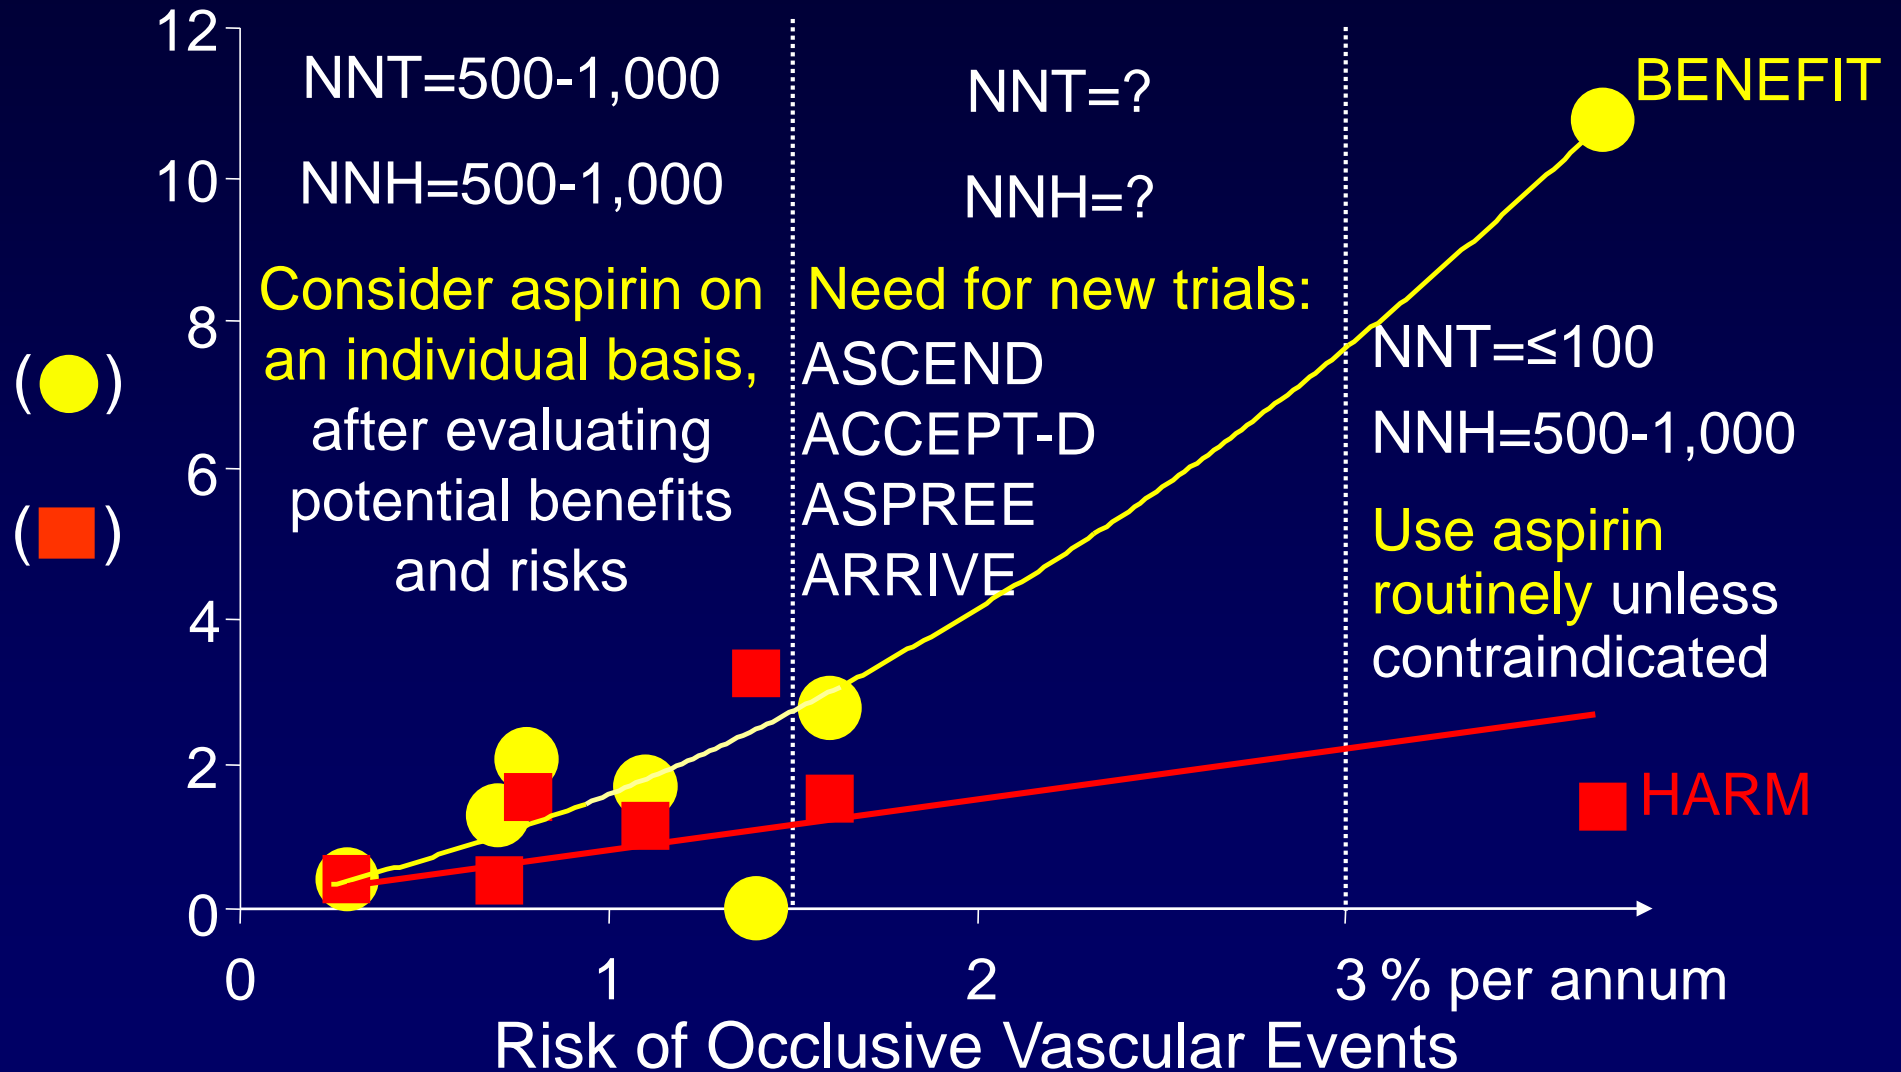 12
10
8
6
4
2
0
( )
( )
NNT=500-1,000
NNH=500-1,000
Consider aspirin on
an individual basis,
after evaluating
potential benefits
and risks
NNT=?
NNH=?
Need for new trials:
ASCEND
ACCEPT-D
ASPREE
ARRIVE
BENEFIT
NNT=≤100
NNH=500-1,000
Use aspirin
routinely unless
contraindicated
HARM
0 1 2 3 % per annum
Risk of Occlusive Vascular Events